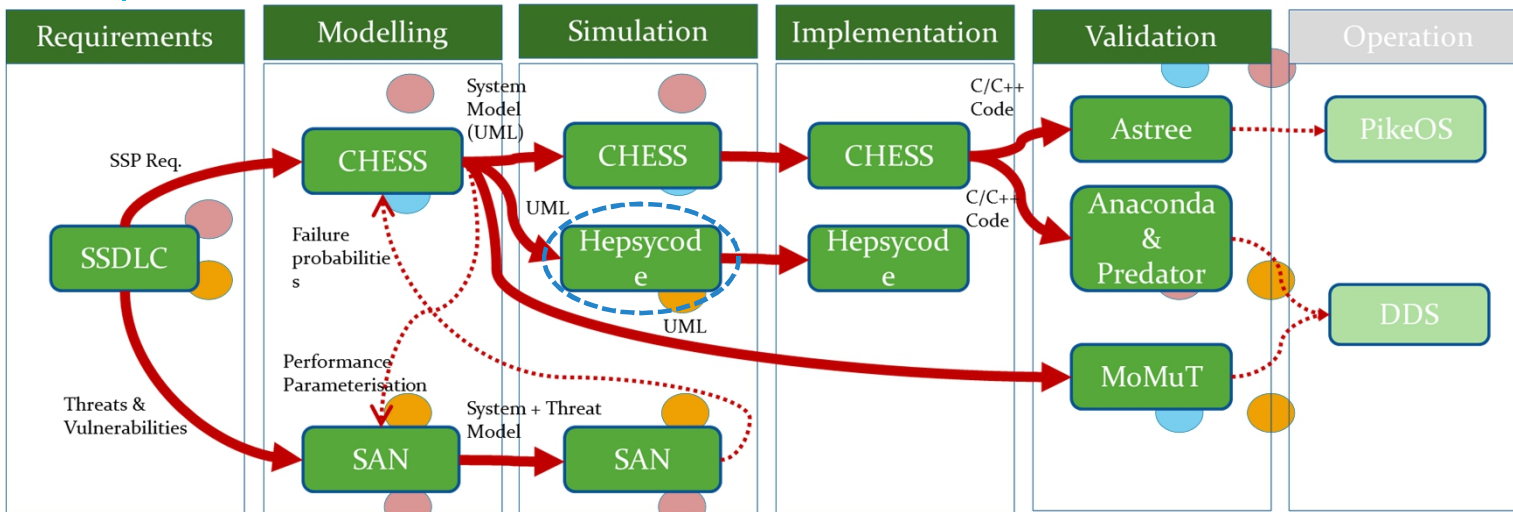 Requirements
Modelling
Simulation
Implementation
Validation
Operation
SSP Req.
SSDLC
Threats &
Vulnerabilities
CHESS
System
Model
(UML)
Failure
probabilitie
s
Performance
Parameterisation
SAN
System + Threat
Model
CHESS
UML
Hepsycod
e
UML
SAN
CHESS
Hepsycod
e
C/C++
Code
C/C++
Code
Astree
Anaconda
&
Predator
MoMuT
PikeOS
DDS